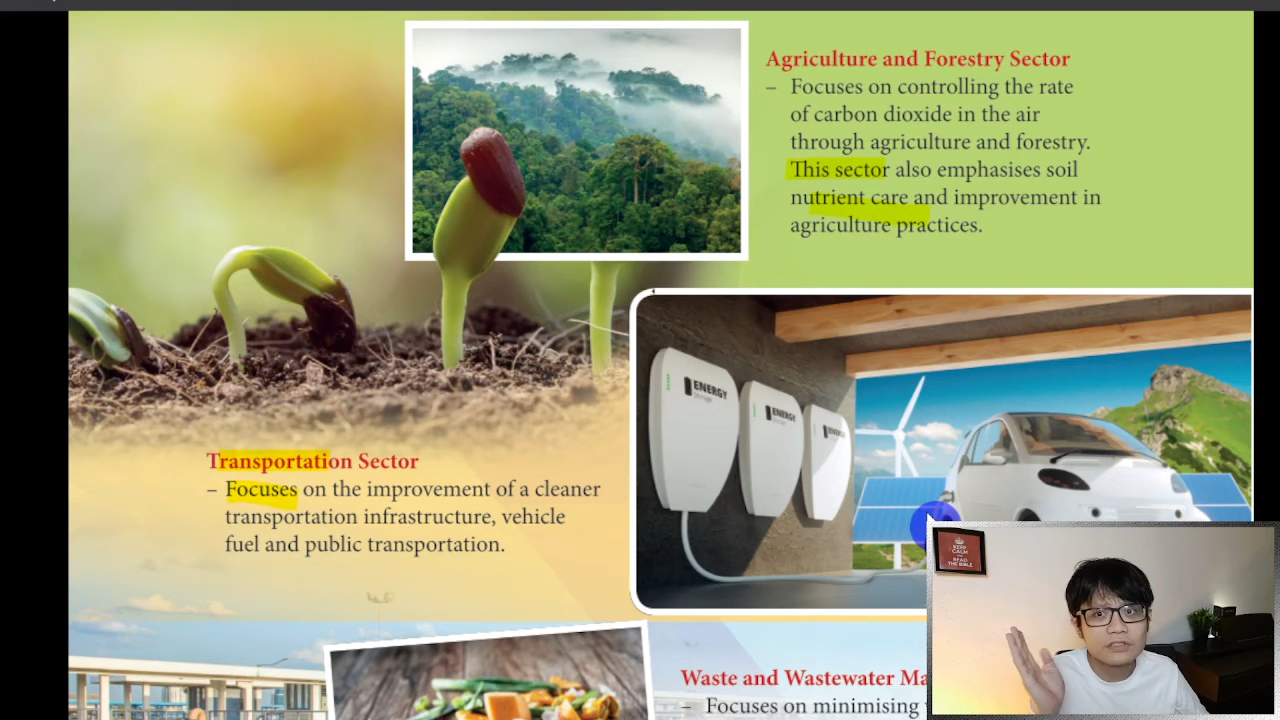 Agriculture and Forestry Sector
– Focuses on controlling the rate
of carbon dioxide in the air
through agriculture and forestry.
This sector also emphasises soil
nutrient care and improvement in
agriculture practices.
ENERGY
Storage
ENERGY
ENERGY
Transportation Sector
– Focuses on the improvement of a cleaner
transportation infrastructure, vehicle
fuel and public transportation.
KEEP
CALM
AND
READ
THE BIBLE
Waste and Wastewater Ma
– Focuses on minimising